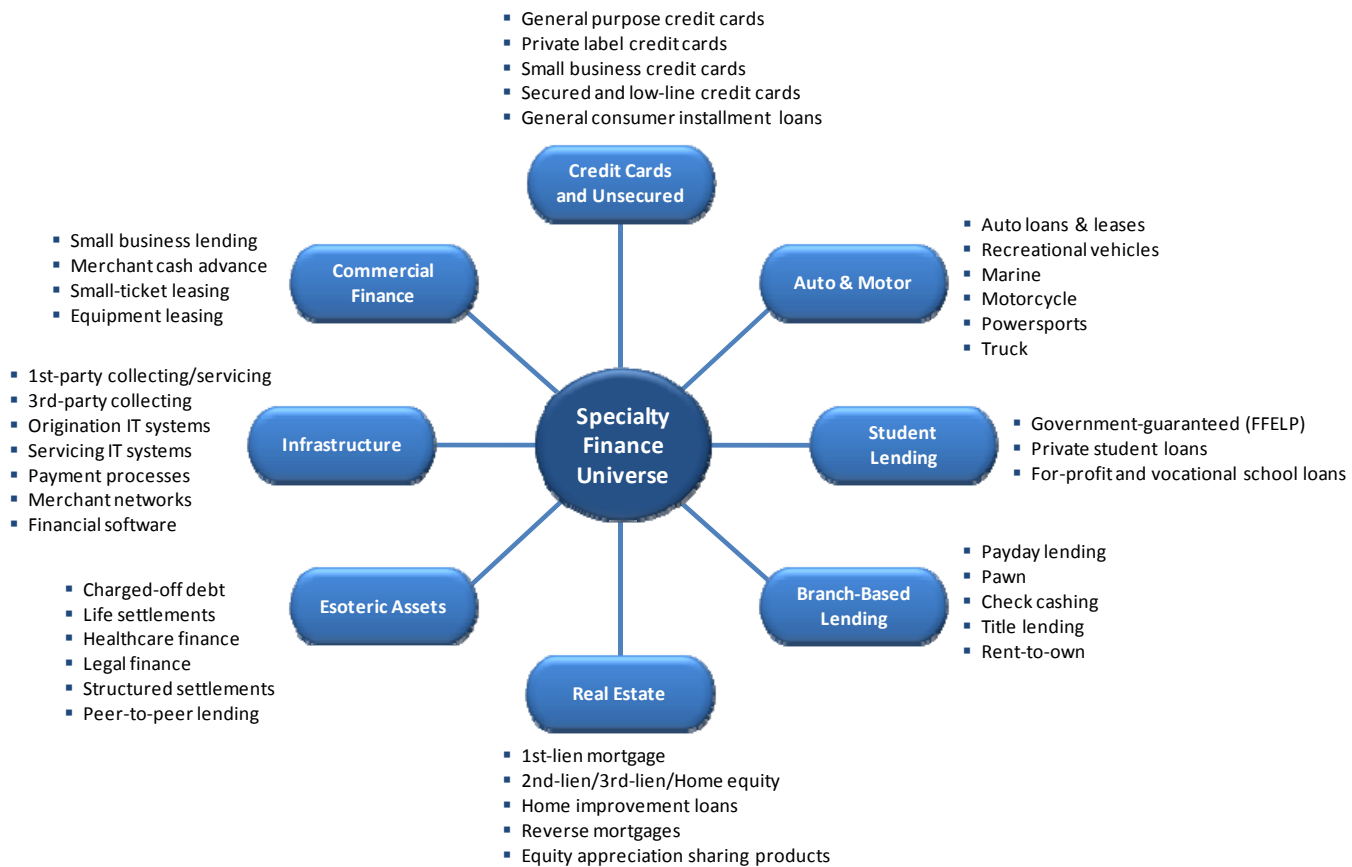 ▪ General purpose credit cards
▪ Private label credit cards
▪ Small business credit cards
▪ Secured and low-line credit cards
▪ General consumer installment loans
Credit Cards
and Unsecured
▪ Small business lending
▪ Merchant cash advance
▪ Small-ticket leasing
▪ Equipment leasing
Commercial
Finance
Auto & Motor
▪ Auto loans & leases
▪ Recreational vehicles
▪ Marine
▪ Motorcycle
▪ Powersports
▪ Truck
▪ 1st-party collecting/servicing
▪ 3rd-party collecting
▪ Origination IT systems
▪ Servicing IT systems
▪ Payment processes
▪ Merchant networks
▪ Financial software
Infrastructure
Specialty
Finance
Universe
Student
Lending
▪ Government-guaranteed (FFELP)
▪ Private student loans
▪ For-profit and vocational school loans
▪ Charged-off debt
▪ Life settlements
▪ Healthcare finance
▪ Legal finance
▪ Structured settlements
▪ Peer-to-peer lending
Esoteric Assets
Branch-Based
Lending
▪ Payday lending
▪ Pawn
▪ Check cashing
▪ Title lending
▪ Rent-to-own
Real Estate
▪ 1st-lien mortgage
▪ 2nd-lien/3rd-lien/Home equity
▪ Home improvement loans
▪ Reverse mortgages
▪ Equity appreciation sharing products